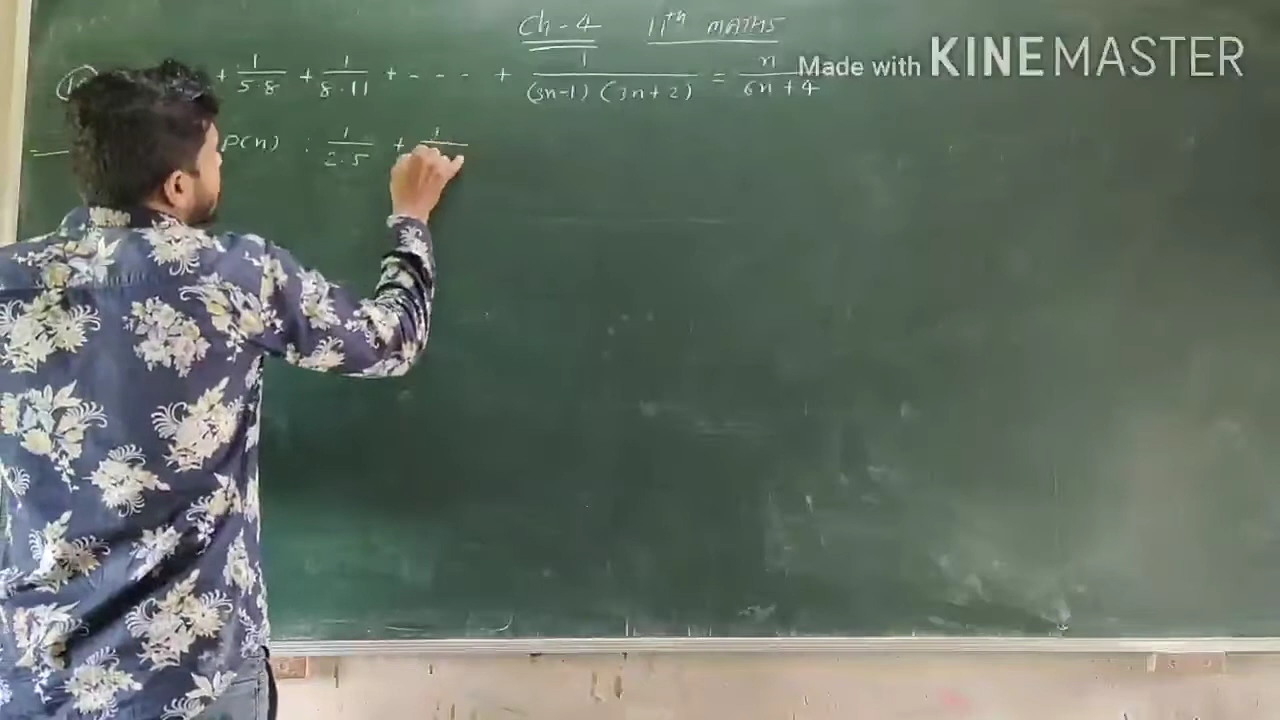 Ch-4 11th MATHS
+ 1/5.8 + 1/8.11 + - - - + 1/(3n-1)(3n+2) = n/6n+4
P(n) : 1/2.5 + 1/
Made with KINEMASTER